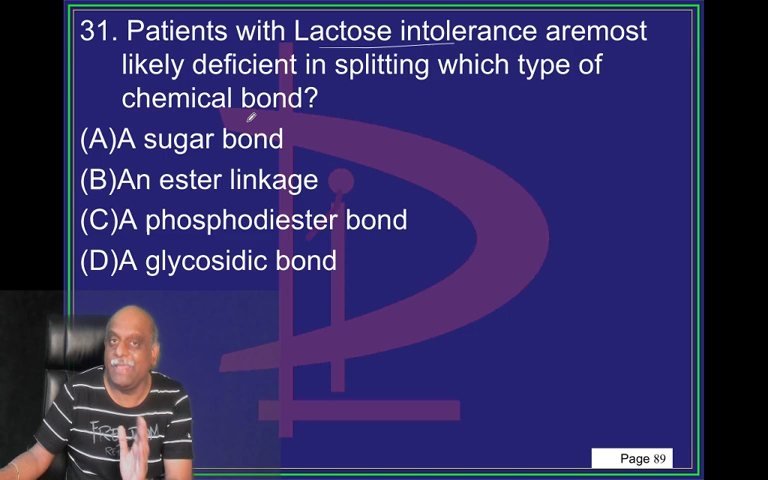 31. Patients with Lactose intolerance aremost
likely deficient in splitting which type of
chemical bond?
(A)A sugar bond
(B)An ester linkage
(C)A phosphodiester bond
(D)A glycosidic bond
FREEDOM
Page 89